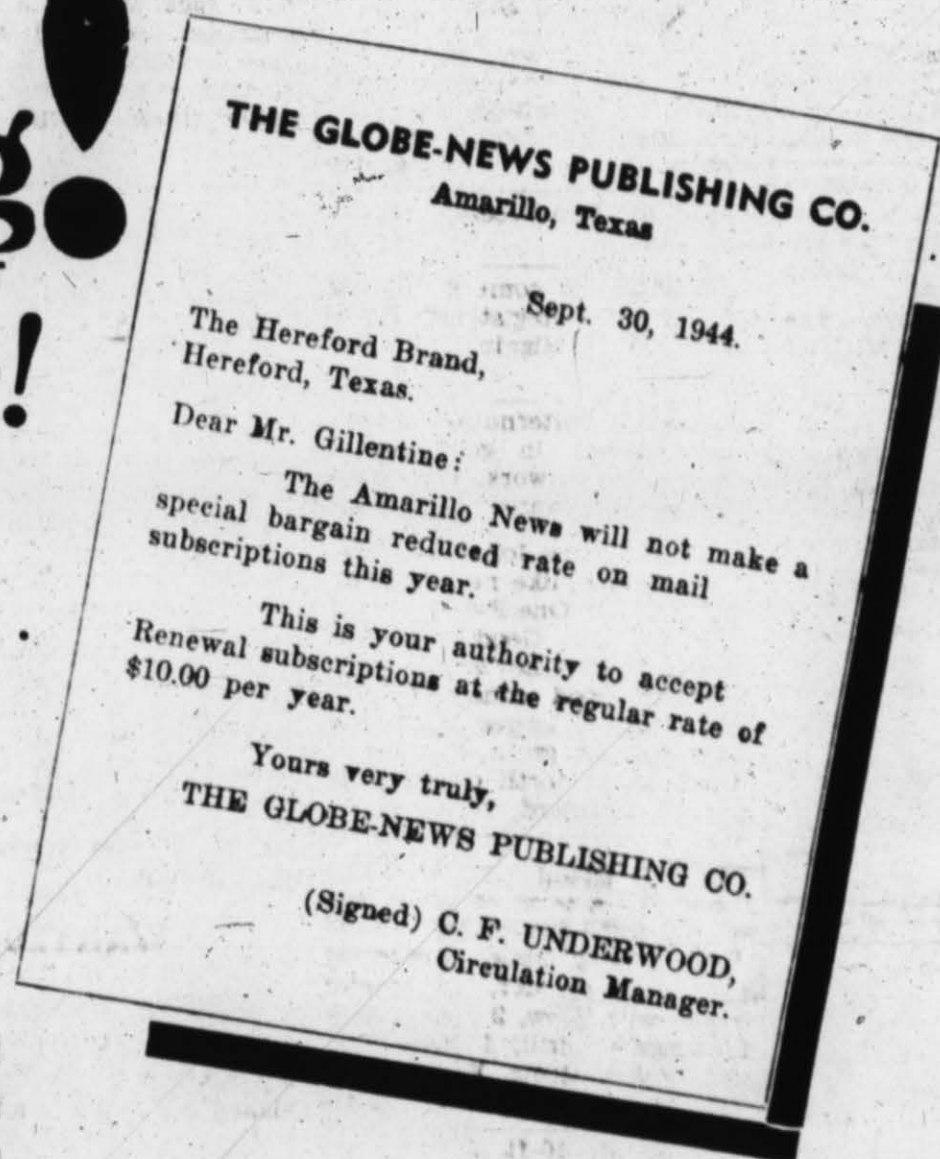 THE GLOBE-NEWS PUBLISHING CO.
Amarillo, Texas
Sept. 30, 1944.
The Hereford Brand,
Hereford, Texas.
Dear Mr. Gillentine:
The Amarillo News will not make a
special bargain reduced rate on mail
subscriptions this year.
This is your authority to accept
Renewal subscriptions at the regular rate of
$10.00 per year.
Yours very truly,
THE GLOBE-NEWS PUBLISHING CO.
(Signed) C. F. UNDERWOOD,
Circulation Manager.